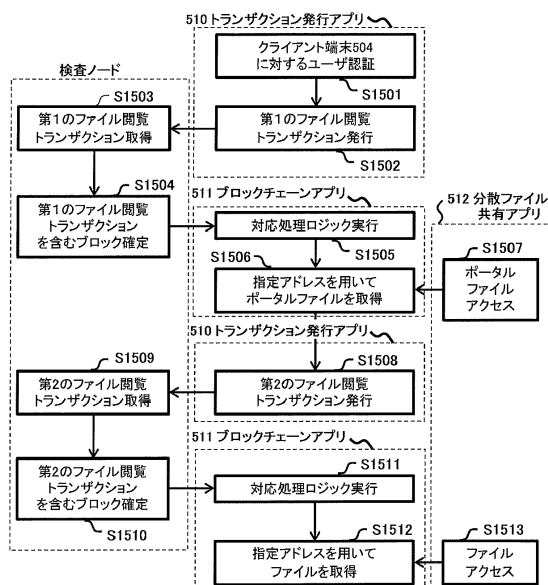 510 トランザクション発行アプリ
クライアント端末504
に対するユーザ認証
S1501
検査ノード
S1503
第1のファイル閲覧
トランザクション取得
第1のファイル閲覧
トランザクション発行
S1502
S1504
第1のファイル閲覧
トランザクション
を含むブロック確定
511 ブロックチェーンアプリ
対応処理ロジック実行
S1505
S1506
指定アドレスを用いて
ポータルファイルを取得
512 分散ファイル
共有アプリ
S1507
ポータル
ファイル
アクセス
510 トランザクション発行アプリ
S1508
第2のファイル閲覧
トランザクション発行
S1509
第2のファイル閲覧
トランザクション取得
第2のファイル閲覧
トランザクション
を含むブロック確定
S1510
511 ブロックチェーンアプリ
S1511
対応処理ロジック実行
S1512
指定アドレスを用いて
ファイルを取得
S1513
ファイル
アクセス